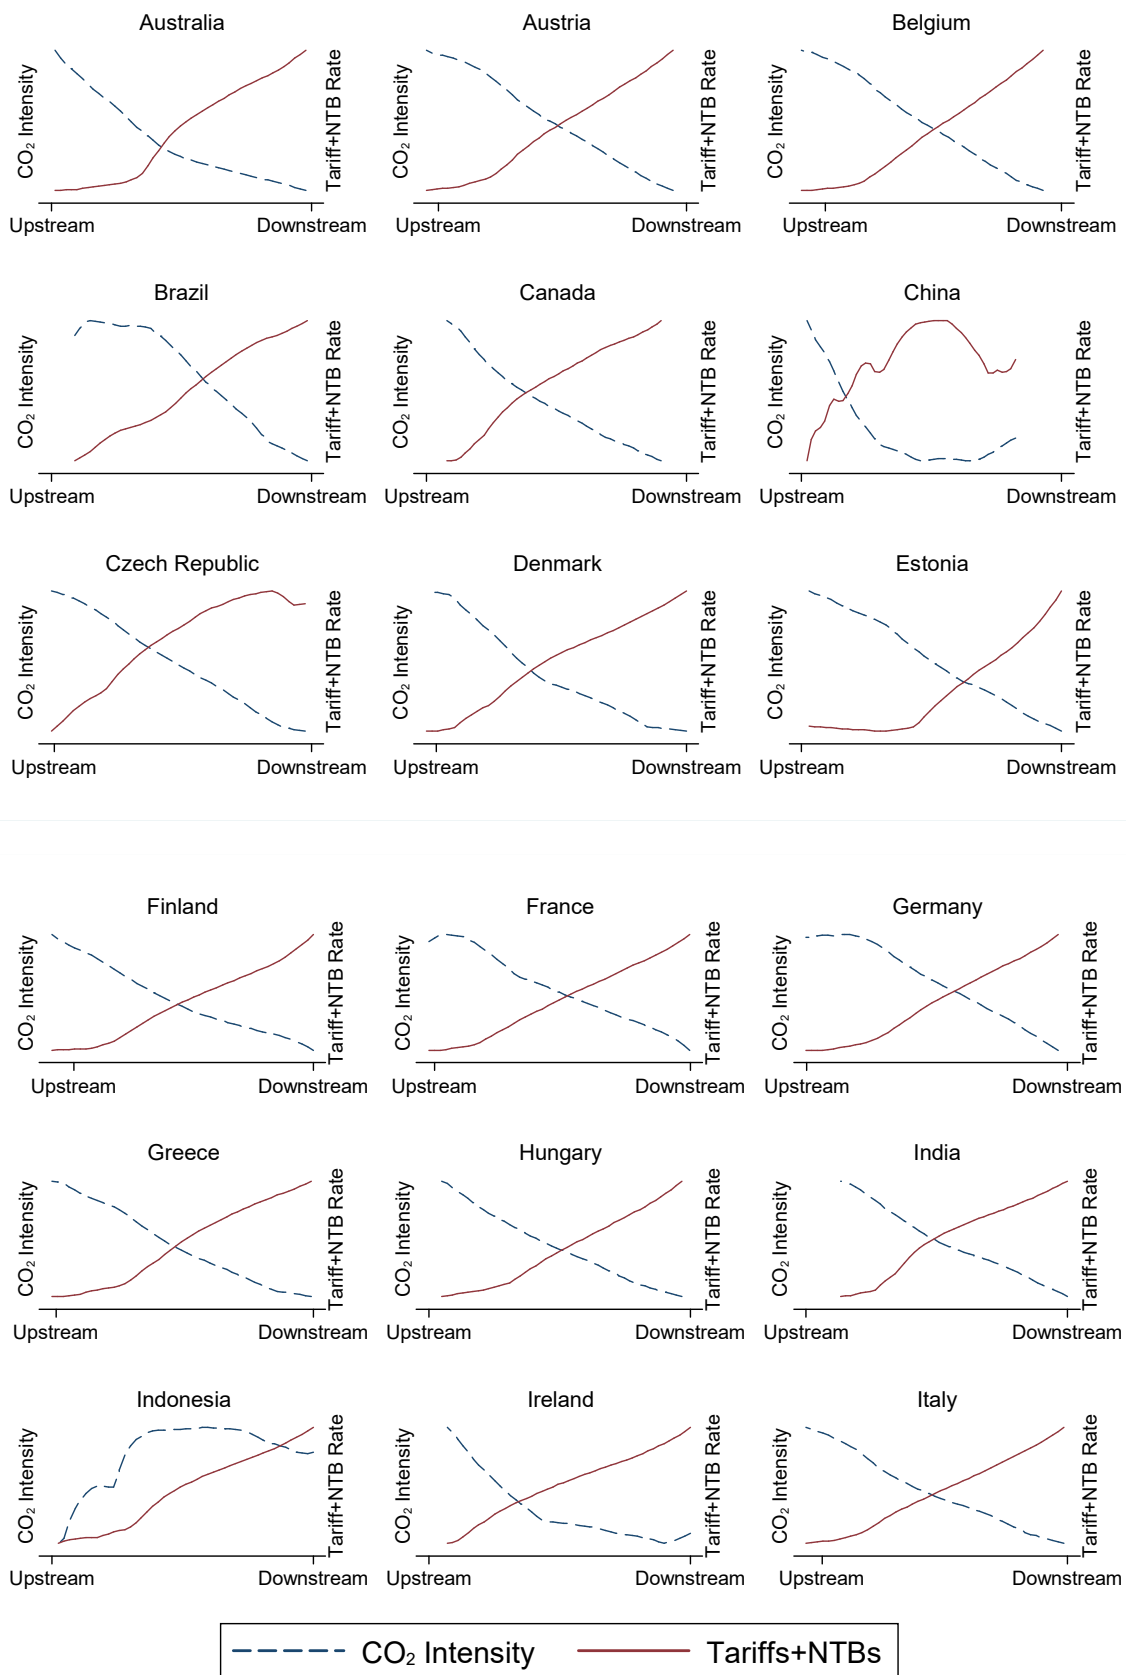 Australia
CO₂ Intensity
Tariff+NTB Rate
Upstream
Downstream
Austria
CO₂ Intensity
Tariff+NTB Rate
Upstream
Downstream
Belgium
CO₂ Intensity
Tariff+NTB Rate
Upstream
Downstream
Brazil
CO₂ Intensity
Tariff+NTB Rate
Upstream
Downstream
Canada
CO₂ Intensity
Tariff+NTB Rate
Upstream
Downstream
China
CO₂ Intensity
Tariff+NTB Rate
Upstream
Downstream
Czech Republic
CO₂ Intensity
Tariff+NTB Rate
Upstream
Downstream
Denmark
CO₂ Intensity
Tariff+NTB Rate
Upstream
Downstream
Estonia
CO₂ Intensity
Tariff+NTB Rate
Upstream
Downstream
Finland
CO₂ Intensity
Tariff+NTB Rate
Upstream
Downstream
France
CO₂ Intensity
Tariff+NTB Rate
Upstream
Downstream
Germany
CO₂ Intensity
Tariff+NTB Rate
Upstream
Downstream
Greece
CO₂ Intensity
Tariff+NTB Rate
Upstream
Downstream
Hungary
CO₂ Intensity
Tariff+NTB Rate
Upstream
Downstream
India
CO₂ Intensity
Tariff+NTB Rate
Upstream
Downstream
Indonesia
CO₂ Intensity
Tariff+NTB Rate
Upstream
Downstream
Ireland
CO₂ Intensity
Tariff+NTB Rate
Upstream
Downstream
Italy
CO₂ Intensity
Tariff+NTB Rate
Upstream
Downstream
CO₂ Intensity
Tariffs+NTBs